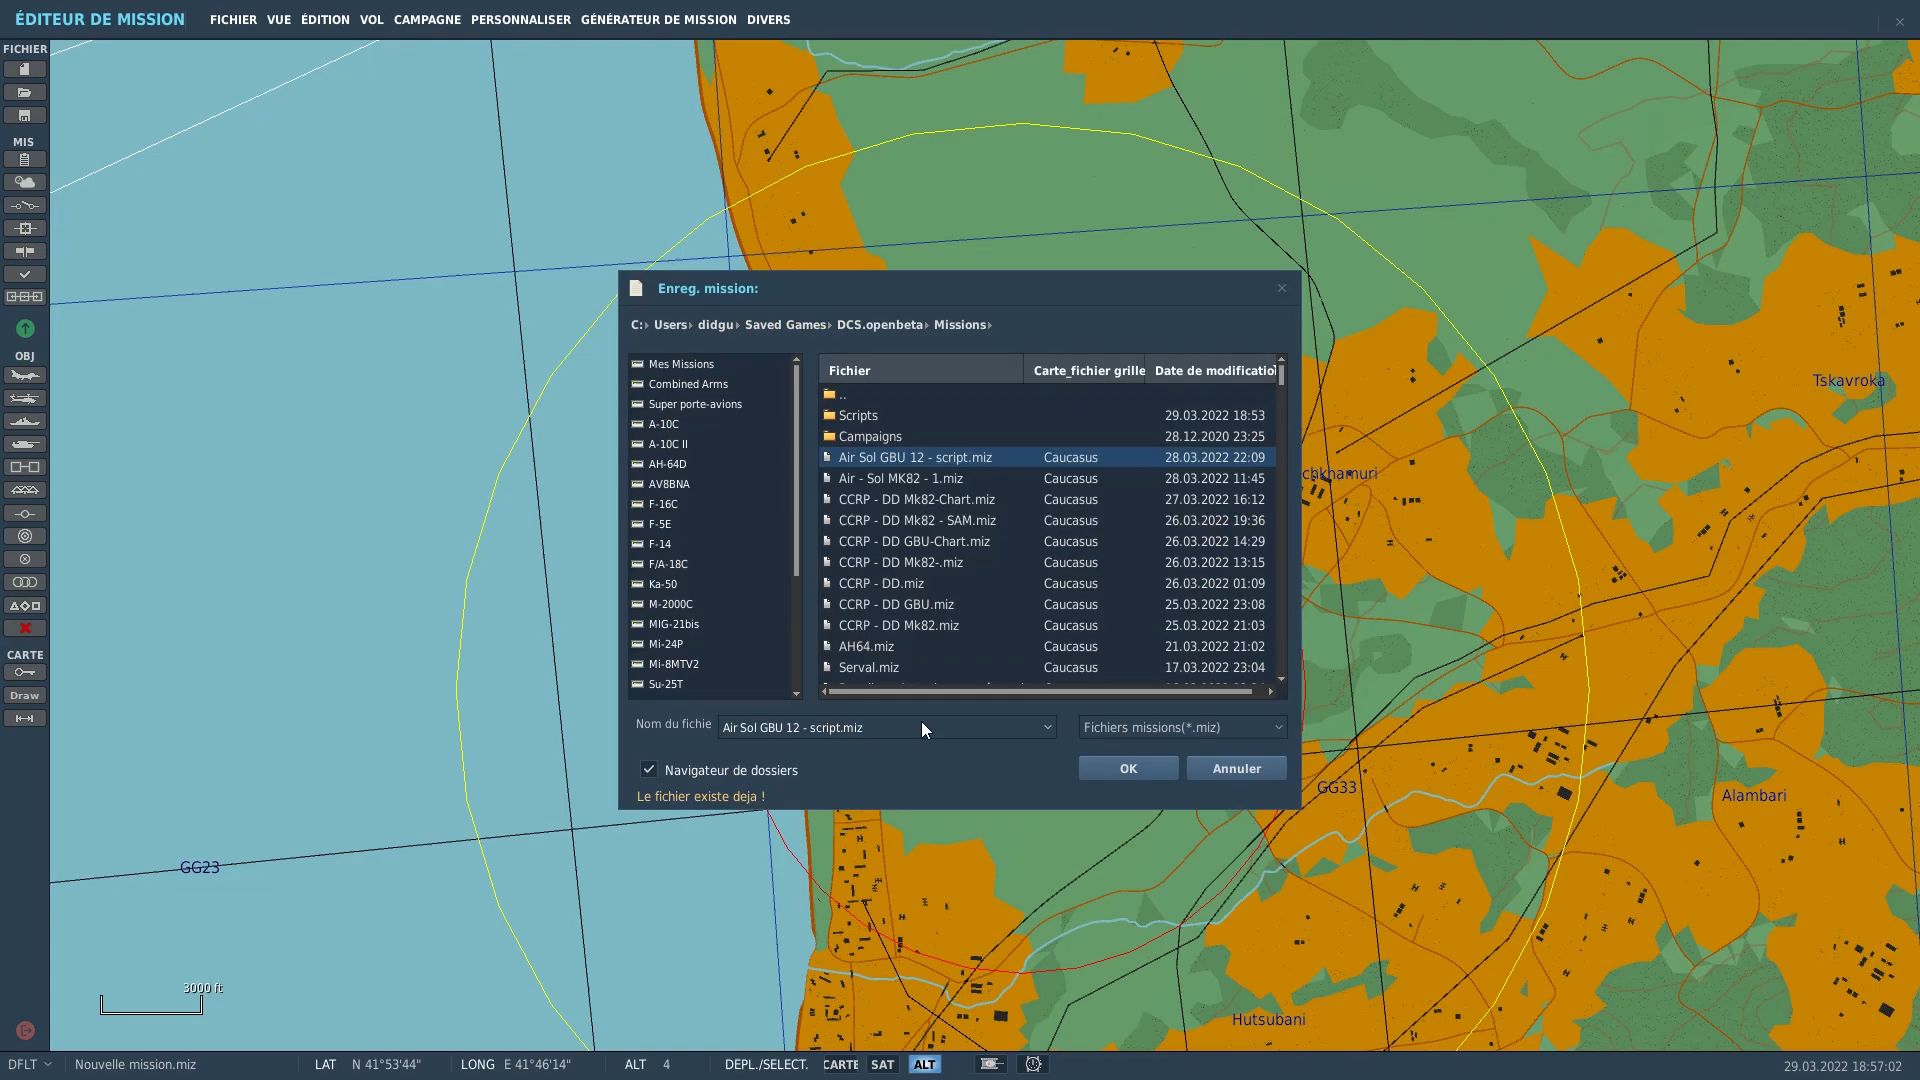 ÉDITEUR DE MISSION
FICHIER VUE ÉDITION VOL CAMPAGNE PERSONNALISER GÉNÉRATEUR DE MISSION DIVERS
FICHIER
MIS
OBJ
CARTE
Draw
Tskavroka
chkhamuri
GG33
Alambari
GG23
Hutsubani
3000 ft
Enreg. mission:
C: Users didgu Saved Games DCS.openbeta Missions
Mes Missions
Combined Arms
Super porte-avions
A-10C
A-10C II
AH-64D
AV8BNA
F-16C
F-5E
F-14
F/A-18C
Ka-50
M-2000C
MIG-21bis
Mi-24P
Mi-8MTV2
Su-25T
Fichier Carte_fichier grille Date de modificatio
..
Scripts 29.03.2022 18:53
Campaigns 28.12.2020 23:25
Air Sol GBU 12 - script.miz Caucasus 28.03.2022 22:09
Air - Sol MK82 - 1.miz Caucasus 28.03.2022 11:45
CCRP - DD Mk82-Chart.miz Caucasus 27.03.2022 16:12
CCRP - DD Mk82 - SAM.miz Caucasus 26.03.2022 19:36
CCRP - DD GBU-Chart.miz Caucasus 26.03.2022 14:29
CCRP - DD Mk82-.miz Caucasus 26.03.2022 13:15
CCRP - DD.miz Caucasus 26.03.2022 01:09
CCRP - DD GBU.miz Caucasus 25.03.2022 23:08
CCRP - DD Mk82.miz Caucasus 25.03.2022 21:03
AH64.miz Caucasus 21.03.2022 21:02
Serval.miz Caucasus 17.03.2022 23:04
Nom du fichie Air Sol GBU 12 - script.miz Fichiers missions(*.miz)
Navigateur de dossiers OK Annuler
Le fichier existe deja !
DFLT Nouvelle mission.miz LAT N 41°53'44" LONG E 41°46'14" ALT 4 DEPL./SELECT. CARTE SAT ALT 29.03.2022 18:57:02